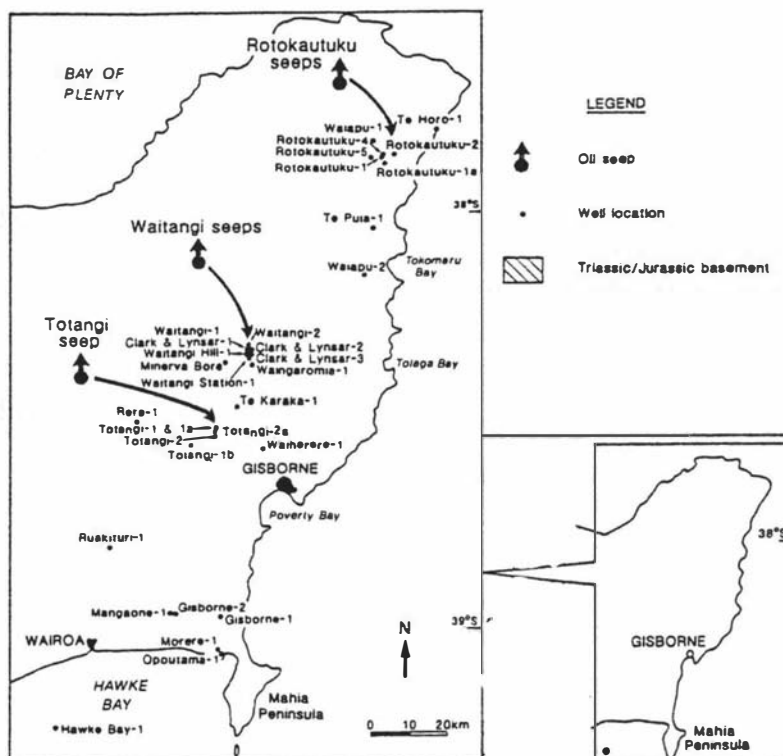 Rotokautuku
seeps
BAY OF
PLENTY
Te Horo-1
Waiapu-1
Rotokautuku-4
Rotokautuku-2
Rotokautuku-5
Rotokautuku-1
Rotokautuku-1a
38°S
Te Puia-1
Waitangi seeps
Waiapu-2
Tokomaru
Bay
Totangi
seep
Waitangi-1
Waitangi-2
Clark & Lynsar-1
Clark & Lynsar-2
Waitangi Hill-1
Clark & Lynsar-3
Minerva Bore
Waingaromia-1
Waitangi Station-1
Tolaga Bay
Te Karaka-1
Rere-1
Totangi-1 & 1a
Totangi-2a
Totangi-2
Totangi-1b
Waihirere-1
GISBORNE
Poverty Bay
Ruakituri-1
Gisborne-2
Mangaone-1
Gisborne-1
39°S
WAIROA
Morere-1
Opoutama-1
N
HAWKE
BAY
Mahia
Peninsula
Hawke Bay-1
0 10 20km
LEGEND
Oil seep
Well location
Triassic/Jurassic basement
38°S
GISBORNE
Mahia
Peninsula